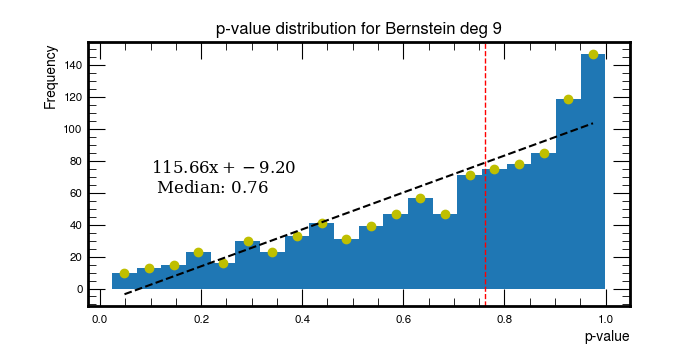 p-value distribution for Bernstein deg 9
Frequency
140
120
100
80
60
40
20
0
115.66x + −9.20
Median: 0.76
0.0 0.2 0.4 0.6 0.8 1.0
p-value